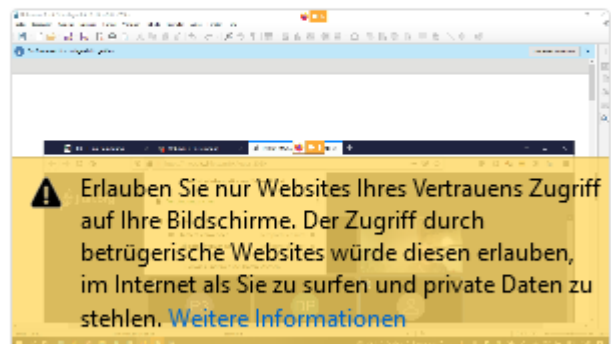 Erlauben Sie nur Websites Ihres Vertrauens Zugriff
auf Ihre Bildschirme. Der Zugriff durch
betrügerische Websites würde diesen erlauben,
im Internet als Sie zu surfen und private Daten zu
stehlen. Weitere Informationen